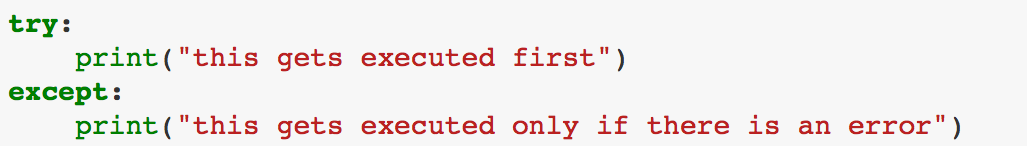 try:
    print("this gets executed first")
except:
    print("this gets executed only if there is an error")